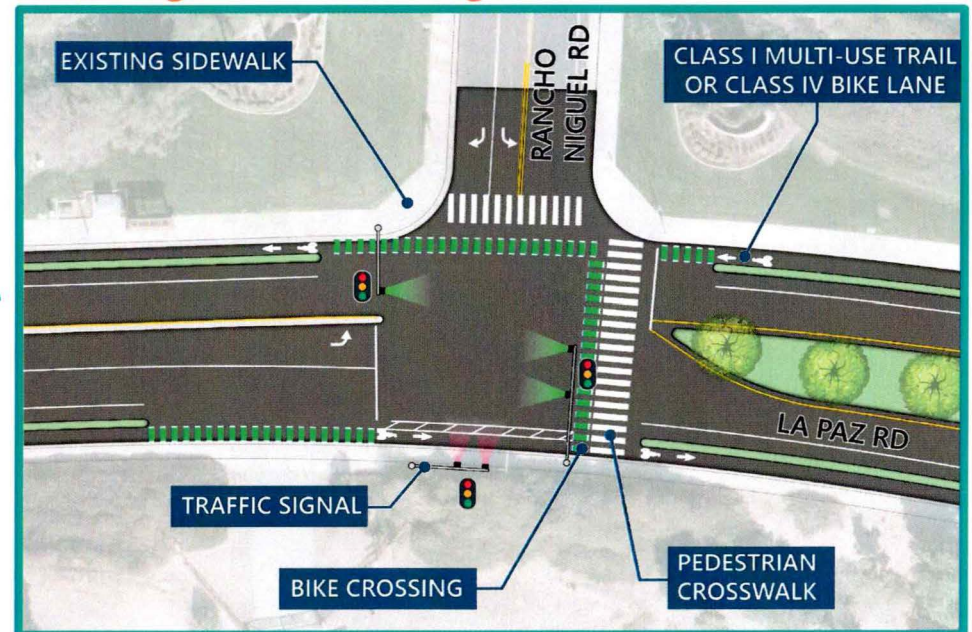 EXISTING SIDEWALK
RANCHO
NIGUEL RD
CLASS I MULTI-USE TRAIL
OR CLASS IV BIKE LANE
LA PAZ RD
TRAFFIC SIGNAL
BIKE CROSSING
PEDESTRIAN
CROSSWALK